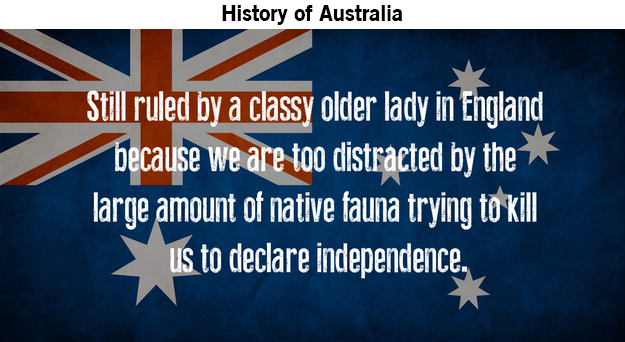 History of Australia
Still ruled by a classy older lady in England
because we are too distracted by the
large amount of native fauna trying to kill
us to declare independence.